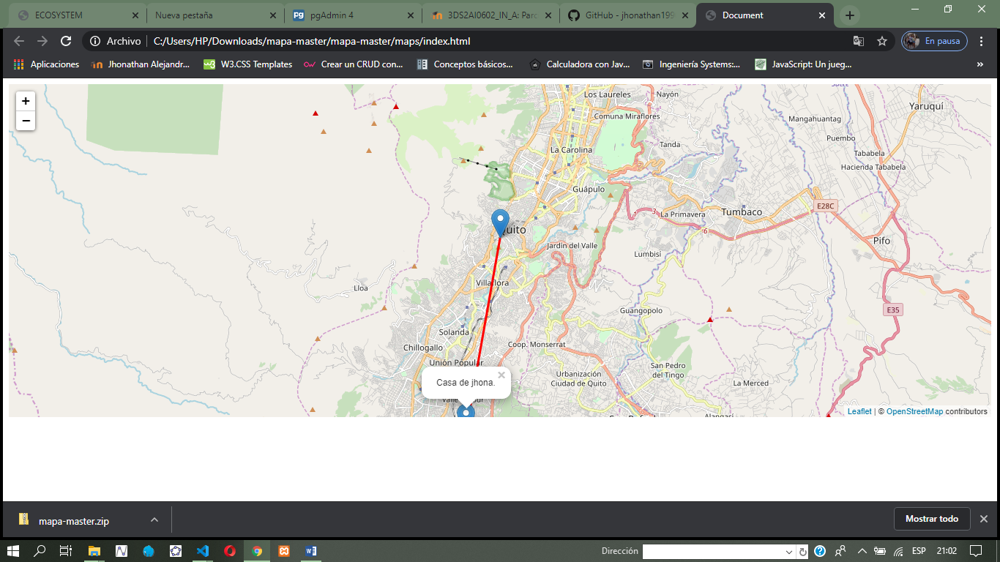 ECOSYSTEM
Nueva pestaña
pgAdmin 4
3DS2AI0602_IN_A: Parc
GitHub - jhonathan199
Document
Archivo
C:/Users/HP/Downloads/mapa-master/mapa-master/maps/index.html
En pausa
Aplicaciones
Jhonathan Alejandr...
W3.CSS Templates
Crear un CRUD con...
Conceptos básicos...
Calculadora con Jav...
Ingeniería Systems:...
JavaScript: Un jueg...
»
+
−
Los Laureles
Nayón
Comuna Miraflores
Yaruquí
Mangahuantag
Puembo
Tanda
La Carolina
Tababela
Hacienda Tababela
Guápulo
E28C
La Primavera
Tumbaco
Quito
Pifo
Jardín del Valle
Lumbisí
Villaflora
Lloa
Guangopolo
E35
Solanda
Coop. Monserrat
Chillogallo
Unión Popular
San Pedro
del Tingo
Urbanización
Ciudad de Quito
La Merced
Casa de jhona.
×
Alangasí
Leaflet | © OpenStreetMap contributors
mapa-master.zip
Mostrar todo
Dirección
ESP
21:02